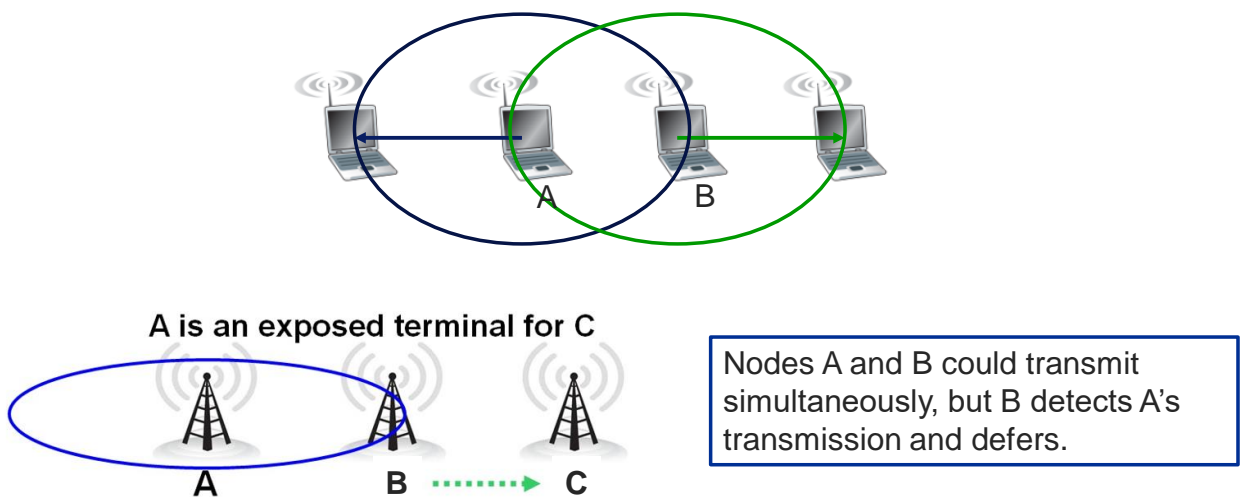 A B
A is an exposed terminal for C
Nodes A and B could transmit
simultaneously, but B detects A's
transmission and defers.
A B C